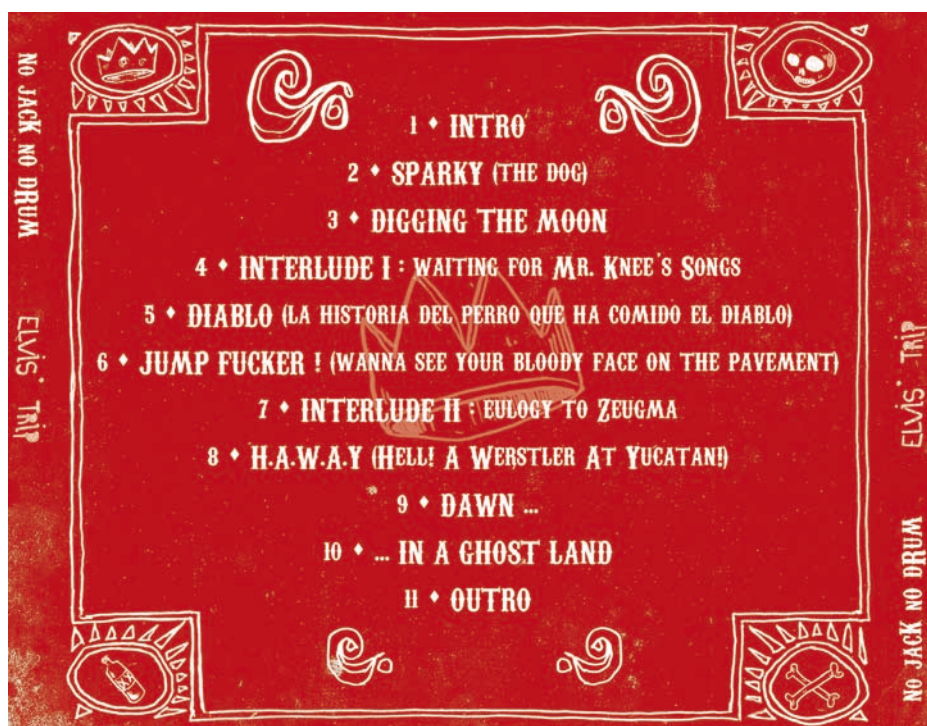 No Jack No Drum
Elvis' Trip
1 ♦ Intro
2 ♦ Sparky (The Dog)
3 ♦ Digging The Moon
4 ♦ Interlude I : Waiting for Mr. Knee's Songs
5 ♦ Diablo (La historia del perro que ha comido el diablo)
6 ♦ Jump Fucker ! (Wanna see your bloody face on the pavement)
7 ♦ Interlude II : Eulogy to Zeugma
8 ♦ H.A.W.A.Y (Hell! A Werstler At Yucatan!)
9 ♦ Dawn ...
10 ♦ ... In A Ghost Land
11 ♦ Outro
Elvis' Trip
No Jack No Drum